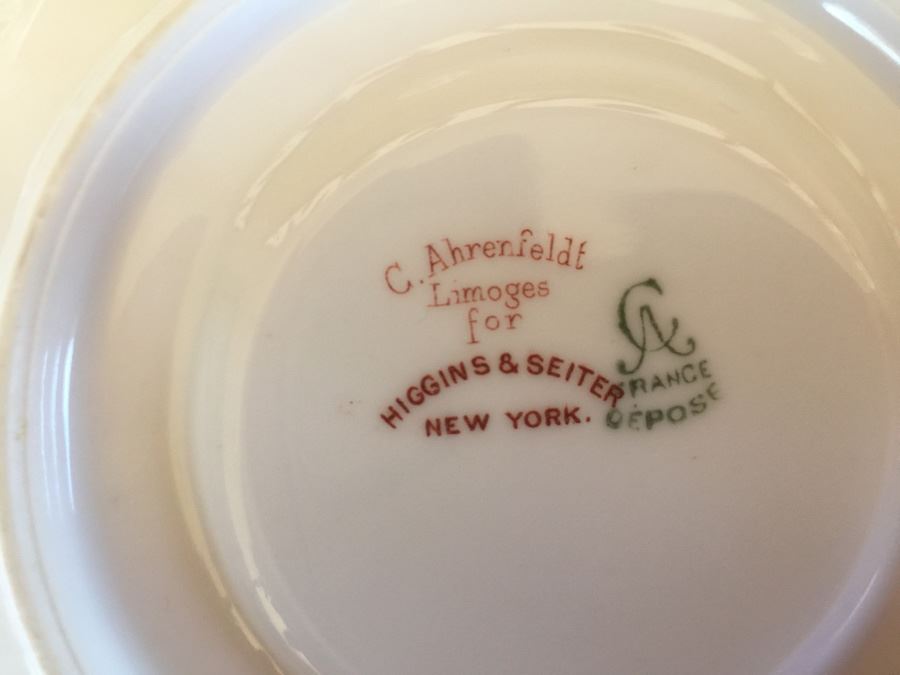 C. Ahrenfeldt
Limoges
for
HIGGINS & SEITER
NEW YORK.
CA
FRANCE
DÉPOSÉ